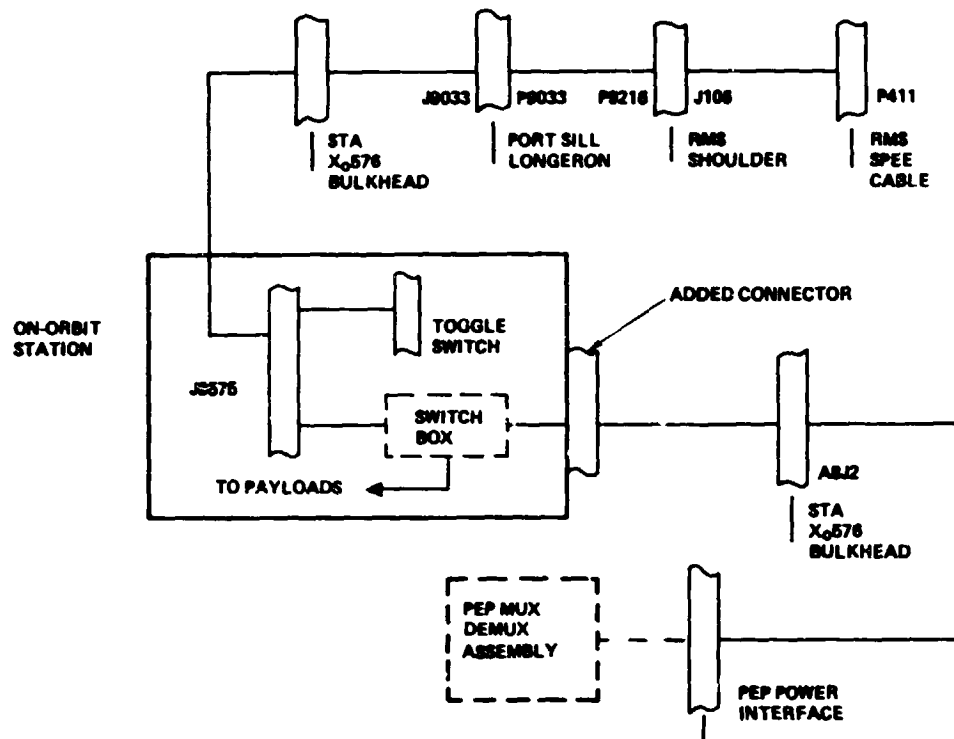 J9033
P9033
P9216
J106
P411
STA
X₀576
BULKHEAD
PORT SILL
LONGERON
RMS
SHOULDER
RMS
SPEE
CABLE
ON-ORBIT
STATION
TOGGLE
SWITCH
ADDED CONNECTOR
SWITCH
BOX
TO PAYLOADS
A8J2
STA
X₀576
BULKHEAD
PEP MUX
DEMUX
ASSEMBLY
PEP POWER
INTERFACE